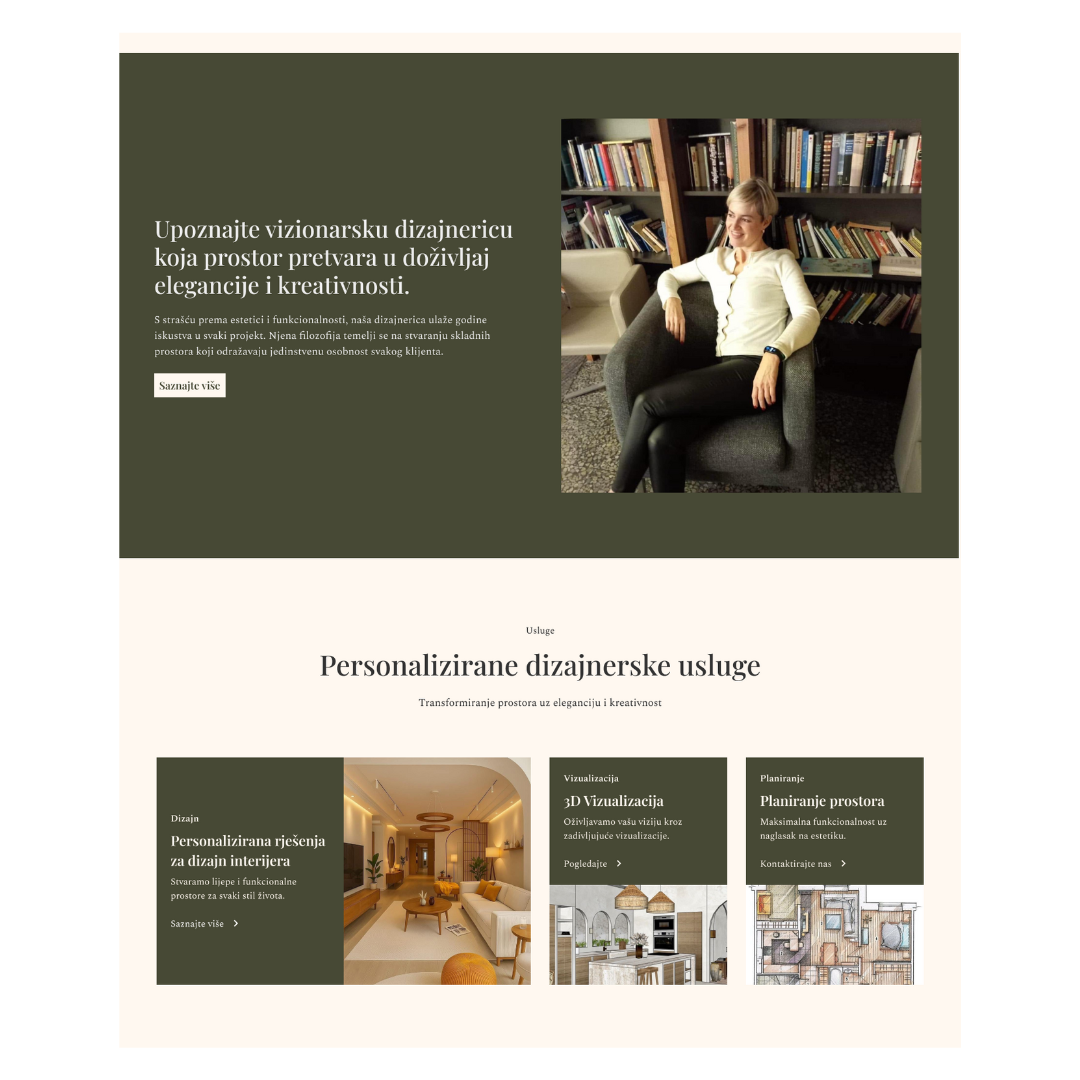 Upoznajte vizionarsku dizajnericu
koja prostor pretvara u doživljaj
elegancije i kreativnosti.
S strašću prema estetici i funkcionalnosti, naša dizajnerica ulaže godine
iskustva u svaki projekt. Njena filozofija temelji se na stvaranju skladnih
prostora koji odražavaju jedinstvenu osobnost svakog klijenta.
Saznajte više
Usluge
Personalizirane dizajnerske usluge
Transformiranje prostora uz eleganciju i kreativnost
Dizajn
Personalizirana rješenja
za dizajn interijera
Stvaramo lijepe i funkcionalne
prostore za svaki stil života.
Saznajte više
Vizualizacija
3D Vizualizacija
Oživljavamo vašu viziju kroz
zadivljujuće vizualizacije.
Pogledajte
Planiranje
Planiranje prostora
Maksimalna funkcionalnost uz
naglasak na estetiku.
Kontaktirajte nas